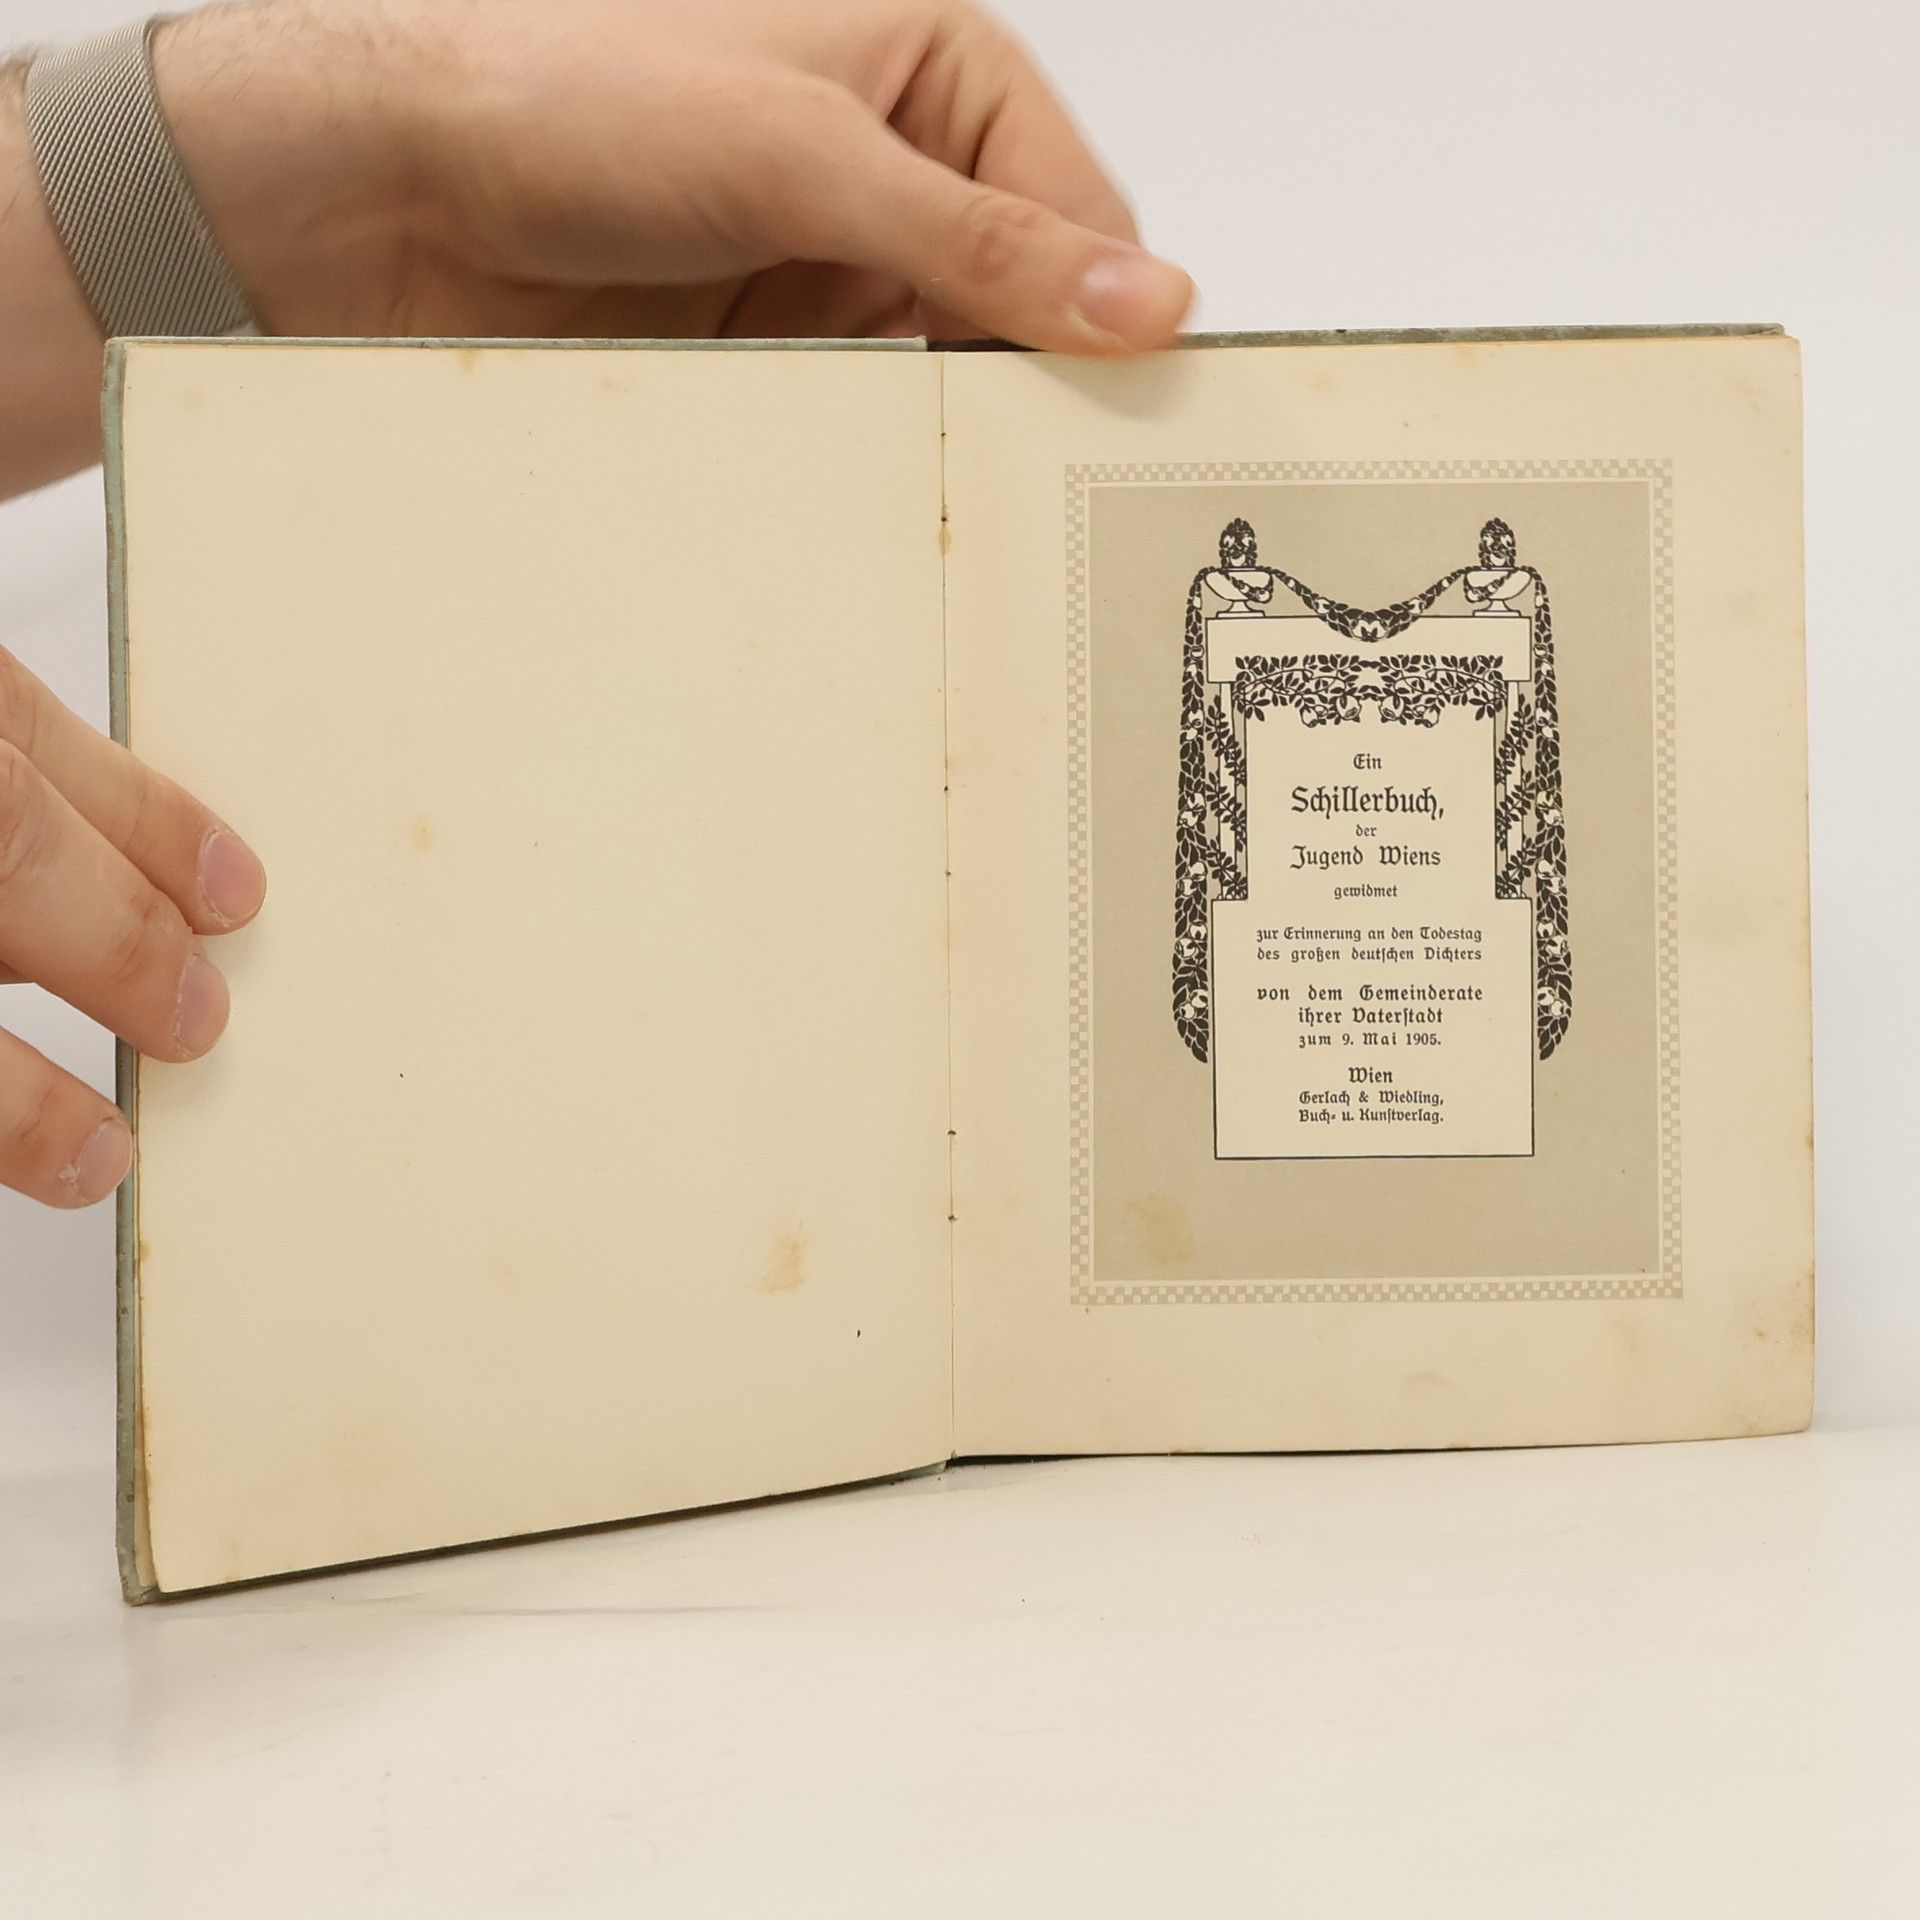 Ein
Schillerbuch,
der
Jugend Wiens
gewidmet
zur Erinnerung an den Todestag
des großen deutſchen Dichters
von dem Gemeinderate
ihrer Vaterſtadt
zum 9. Mai 1905.
Wien
Gerlach & Wiedling,
Buch- u. Kunſtverlag.